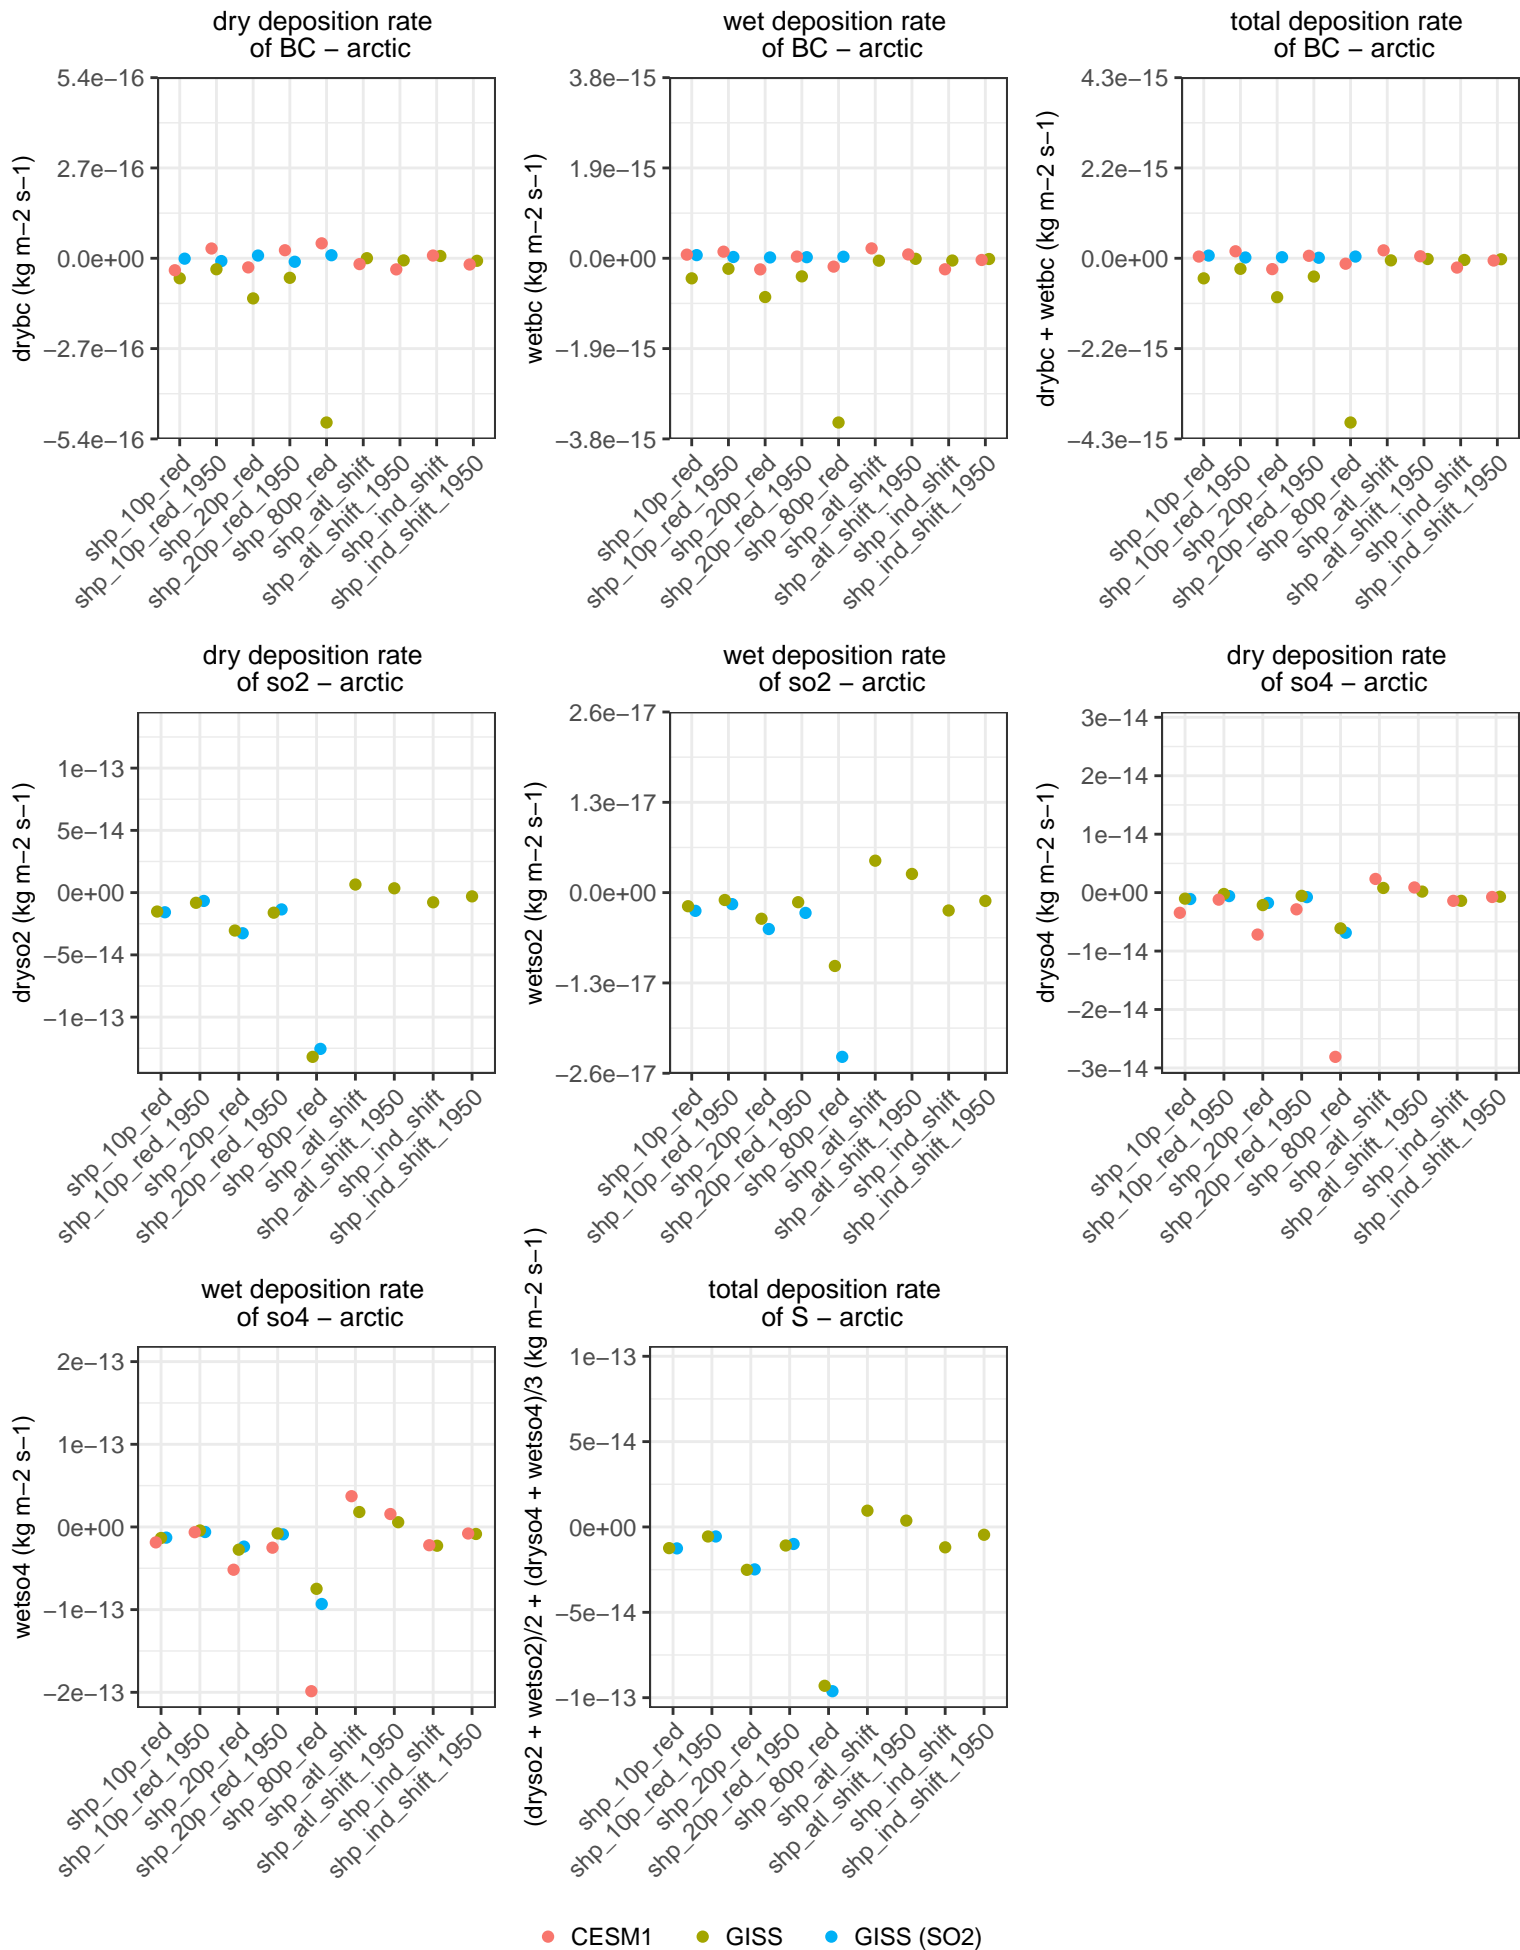 dry deposition rate
of BC − arctic
drybc (kg m−2 s−1)
5.4e−16
2.7e−16
0.0e+00
−2.7e−16
−5.4e−16
shp_10p_red
shp_10p_red_1950
shp_20p_red
shp_20p_red_1950
shp_80p_red
shp_atl_shift
shp_atl_shift_1950
shp_ind_shift
shp_ind_shift_1950
wet deposition rate
of BC − arctic
wetbc (kg m−2 s−1)
3.8e−15
1.9e−15
0.0e+00
−1.9e−15
−3.8e−15
shp_10p_red
shp_10p_red_1950
shp_20p_red
shp_20p_red_1950
shp_80p_red
shp_atl_shift
shp_atl_shift_1950
shp_ind_shift
shp_ind_shift_1950
total deposition rate
of BC − arctic
drybc + wetbc (kg m−2 s−1)
4.3e−15
2.2e−15
0.0e+00
−2.2e−15
−4.3e−15
shp_10p_red
shp_10p_red_1950
shp_20p_red
shp_20p_red_1950
shp_80p_red
shp_atl_shift
shp_atl_shift_1950
shp_ind_shift
shp_ind_shift_1950
dry deposition rate
of so2 − arctic
dryso2 (kg m−2 s−1)
1e−13
5e−14
0e+00
−5e−14
−1e−13
shp_10p_red
shp_10p_red_1950
shp_20p_red
shp_20p_red_1950
shp_80p_red
shp_atl_shift
shp_atl_shift_1950
shp_ind_shift
shp_ind_shift_1950
wet deposition rate
of so2 − arctic
wetso2 (kg m−2 s−1)
2.6e−17
1.3e−17
0.0e+00
−1.3e−17
−2.6e−17
shp_10p_red
shp_10p_red_1950
shp_20p_red
shp_20p_red_1950
shp_80p_red
shp_atl_shift
shp_atl_shift_1950
shp_ind_shift
shp_ind_shift_1950
dry deposition rate
of so4 − arctic
dryso4 (kg m−2 s−1)
3e−14
2e−14
1e−14
0e+00
−1e−14
−2e−14
−3e−14
shp_10p_red
shp_10p_red_1950
shp_20p_red
shp_20p_red_1950
shp_80p_red
shp_atl_shift
shp_atl_shift_1950
shp_ind_shift
shp_ind_shift_1950
wet deposition rate
of so4 − arctic
wetso4 (kg m−2 s−1)
2e−13
1e−13
0e+00
−1e−13
−2e−13
shp_10p_red
shp_10p_red_1950
shp_20p_red
shp_20p_red_1950
shp_80p_red
shp_atl_shift
shp_atl_shift_1950
shp_ind_shift
shp_ind_shift_1950
total deposition rate
of S − arctic
(dryso2 + wetso2)/2 + (dryso4 + wetso4)/3 (kg m−2 s−1)
1e−13
5e−14
0e+00
−5e−14
−1e−13
shp_10p_red
shp_10p_red_1950
shp_20p_red
shp_20p_red_1950
shp_80p_red
shp_atl_shift
shp_atl_shift_1950
shp_ind_shift
shp_ind_shift_1950
CESM1 GISS GISS (SO2)